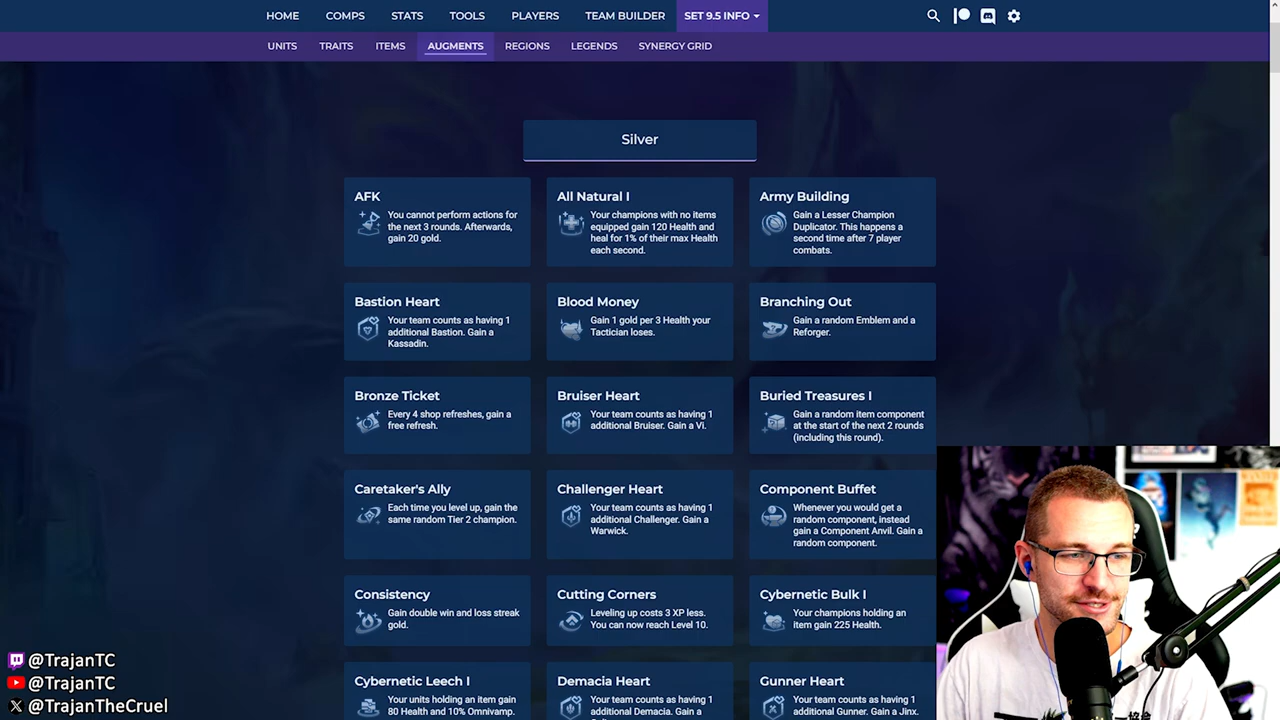 HOME COMPS STATS TOOLS PLAYERS TEAM BUILDER SET 9.5 INFO
UNITS TRAITS ITEMS AUGMENTS REGIONS LEGENDS SYNERGY GRID
Silver
AFK
You cannot perform actions for
the next 3 rounds. Afterwards,
gain 20 gold.
All Natural I
Your champions with no items
equipped gain 120 Health and
heal for 1% of their max Health
each second.
Army Building
Gain a Lesser Champion
Duplicator. This happens a
second time after 7 player
combats.
Bastion Heart
Your team counts as having 1
additional Bastion. Gain a
Kassadin.
Blood Money
Gain 1 gold per 3 Health your
Tactician loses.
Branching Out
Gain a random Emblem and a
Reforger.
Bronze Ticket
Every 4 shop refreshes, gain a
free refresh.
Bruiser Heart
Your team counts as having 1
additional Bruiser. Gain a Vi.
Buried Treasures I
Gain a random item component
at the start of the next 2 rounds
(including this round).
Caretaker's Ally
Each time you level up, gain the
same random Tier 2 champion.
Challenger Heart
Your team counts as having 1
additional Challenger. Gain a
Warwick.
Component Buffet
Whenever you would get a
random component, instead
gain a Component Anvil. Gain a
random component.
Consistency
Gain double win and loss streak
gold.
Cutting Corners
Leveling up costs 3 XP less.
You can now reach Level 10.
Cybernetic Bulk I
Your champions holding an
item gain 225 Health.
Cybernetic Leech I
Your units holding an item gain
80 Health and 10% Omnivamp.
Demacia Heart
Your team counts as having 1
additional Demacia. Gain a
Gunner Heart
Your team counts as having 1
additional Gunner. Gain a Jinx.
@TrajanTC
@TrajanTC
@TrajanTheCruel